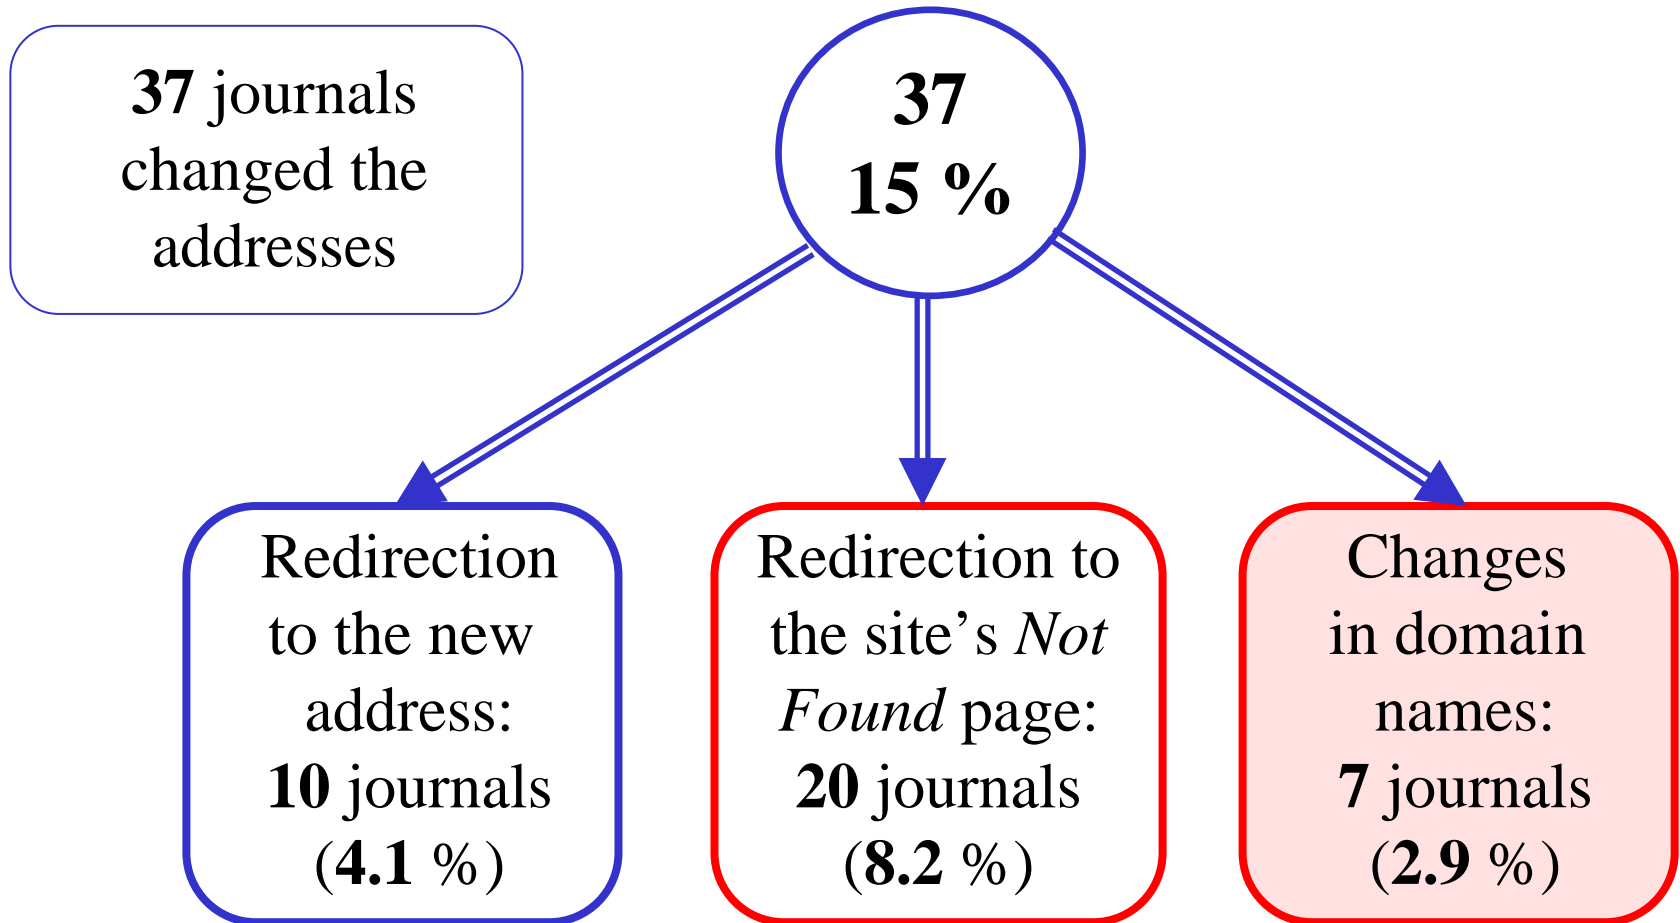 37 journals
changed the
addresses
37
15 %
Redirection
to the new
address:
10 journals
(4.1 %)
Redirection to
the site’s Not
Found page:
20 journals
(8.2 %)
Changes
in domain
names:
7 journals
(2.9 %)